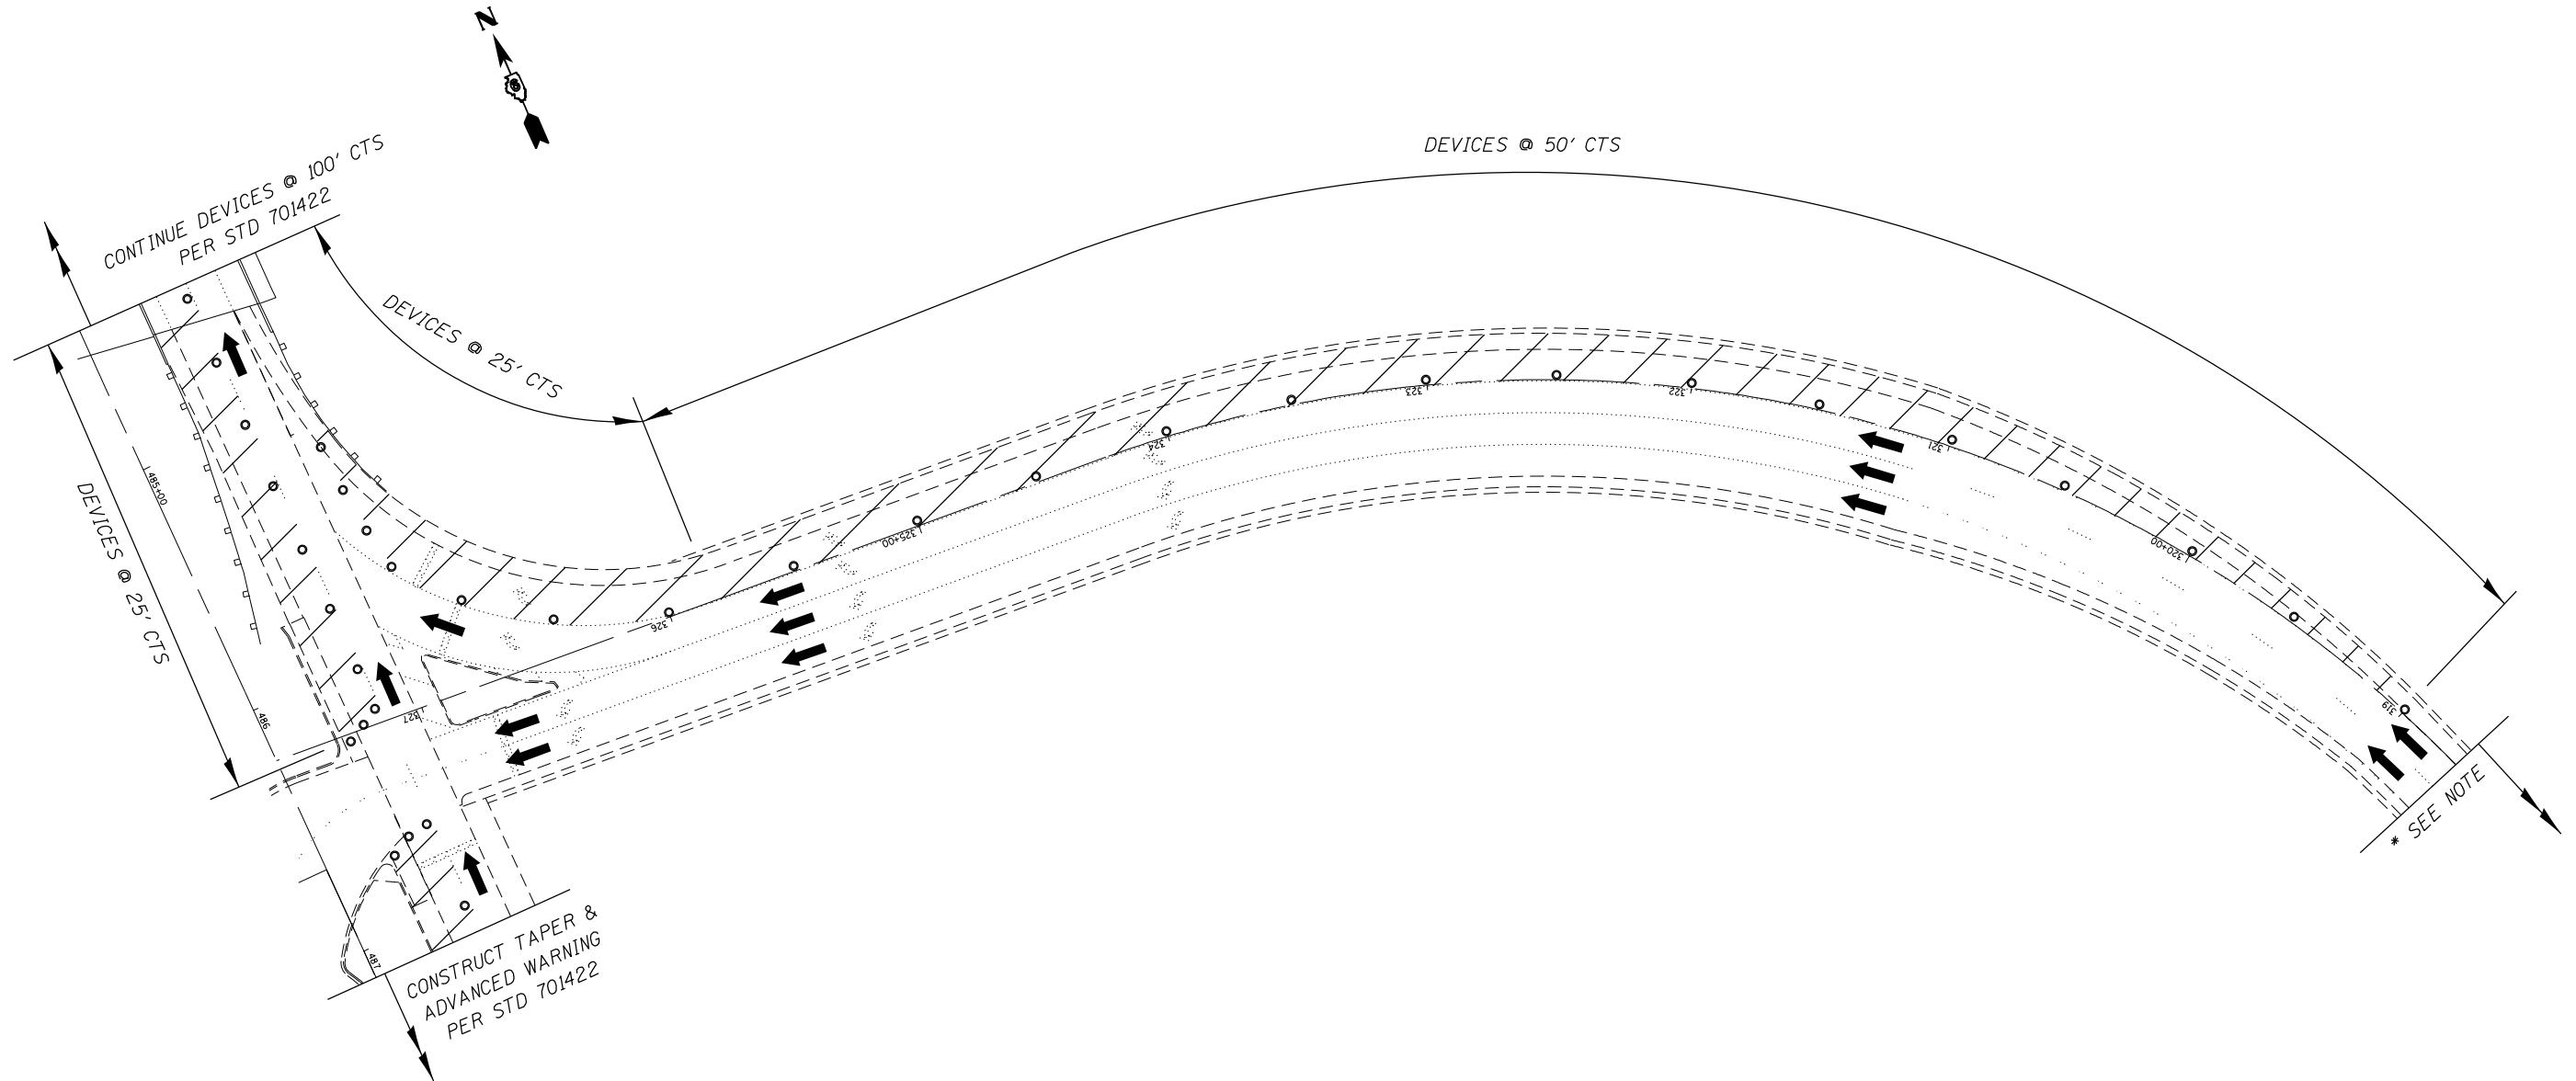 N
6
CONTINUE DEVICES @ 100' CTS
PER STD 701422
DEVICES @ 25' CTS
DEVICES @ 50' CTS
DEVICES @ 25' CTS
485+00
486
487
327
326
325+00
324
323
322
321
320+00
319
* SEE NOTE
CONSTRUCT TAPER &
ADVANCED WARNING
PER STD 701422